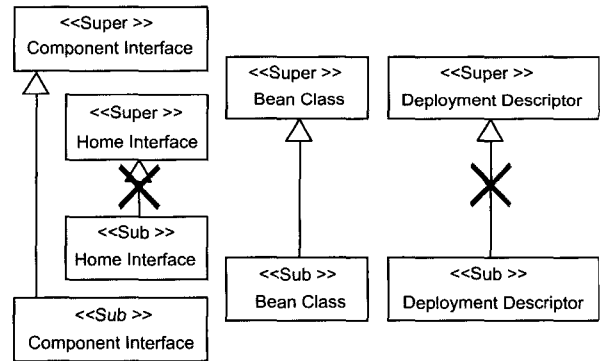 <<Super >>
Component Interface
<<Super >>
Home Interface
<<Sub >>
Home Interface
<<Sub >>
Component Interface
<<Super >>
Bean Class
<<Sub >>
Bean Class
<<Super >>
Deployment Descriptor
<<Sub >>
Deployment Descriptor